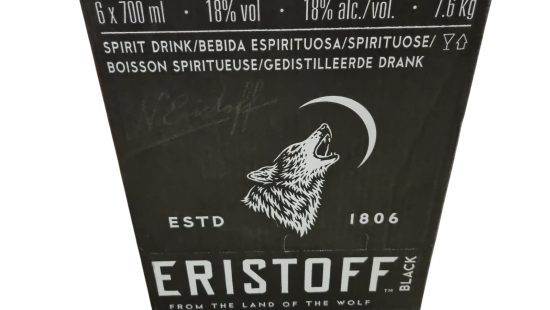 6 x 700 ml · 18% vol · 18% alc./vol. · 7.6 Kg
SPIRIT DRINK/BEBIDA ESPIRITUOSA/SPIRITUOSE/
BOISSON SPIRITUEUSE/GEDISTILLEERDE DRANK
N. Eristoff
ESTD 1806
ERISTOFF™ BLACK
FROM THE LAND OF THE WOLF